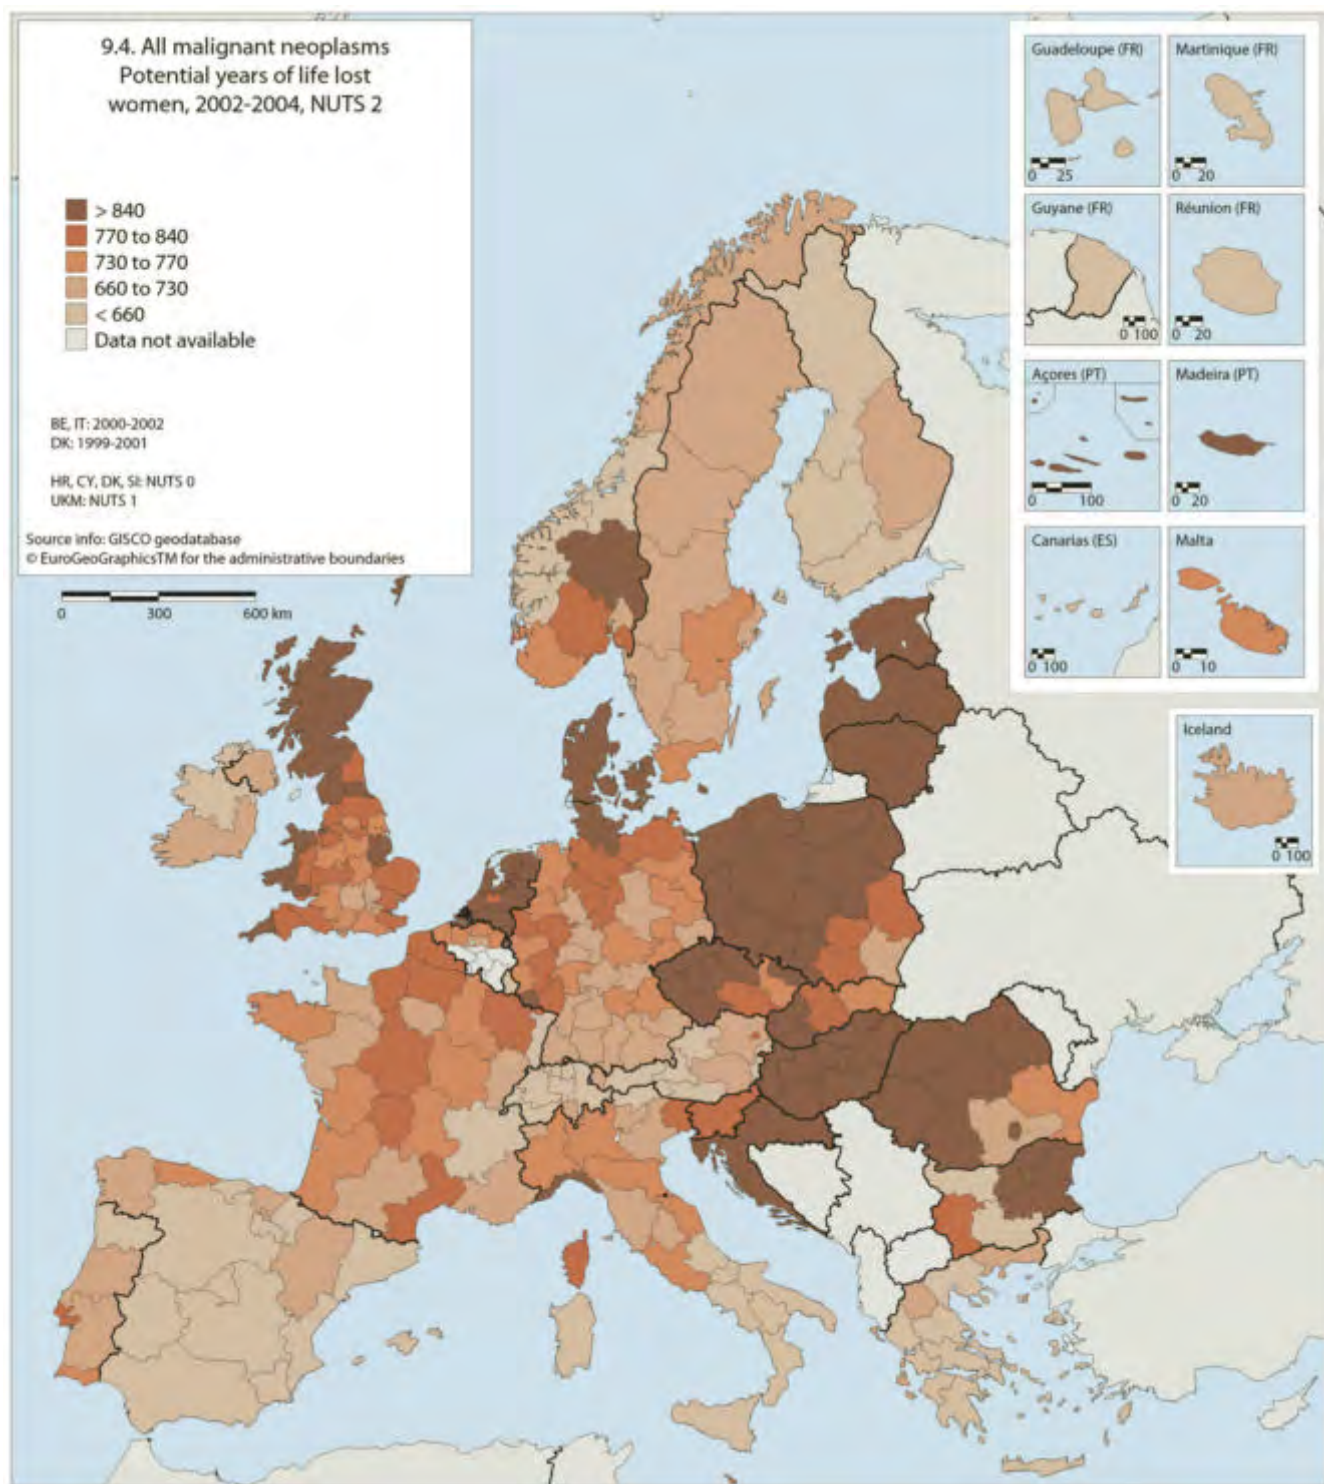 9.4. All malignant neoplasms
Potential years of life lost
women, 2002-2004, NUTS 2
> 840
770 to 840
730 to 770
660 to 730
< 660
Data not available
BE, IT: 2000-2002
DK: 1999-2001
HR, CY, DK, SI: NUTS 0
UKM: NUTS 1
Source info: GISCO geodatabase
© EuroGeoGraphicsTM for the administrative boundaries
0 300 600 km
Guadeloupe (FR)
0 25
Martinique (FR)
0 20
Guyane (FR)
0 100
Réunion (FR)
0 20
Açores (PT)
0 100
Madeira (PT)
0 20
Canarias (ES)
0 100
Malta
0 10
Iceland
0 100